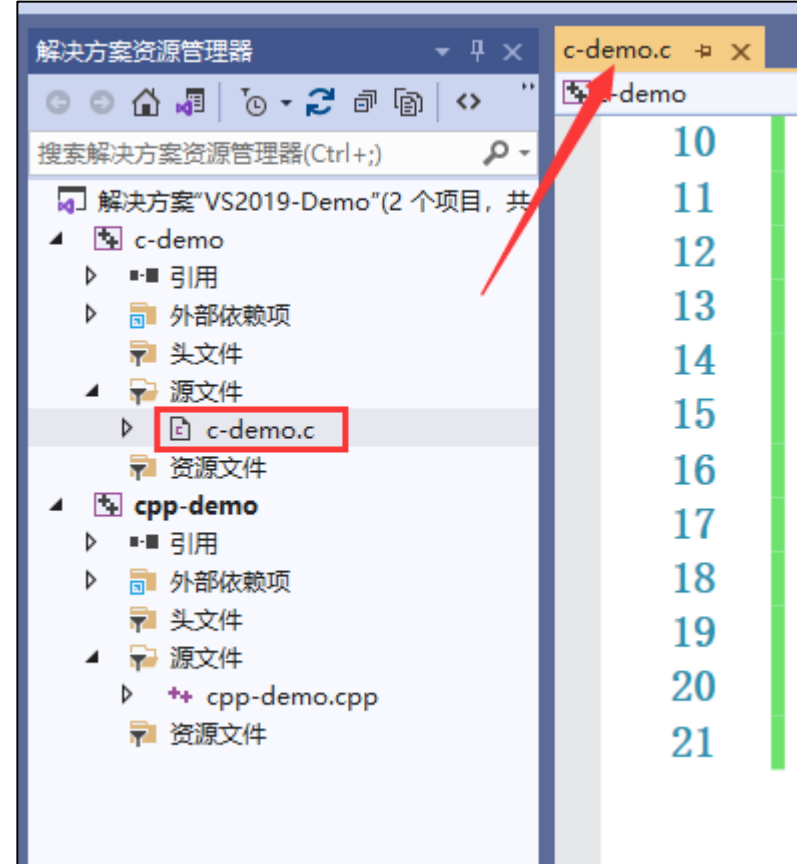 解决方案资源管理器
搜索解决方案资源管理器(Ctrl+;)
解决方案"VS2019-Demo"(2 个项目，共
c-demo
引用
外部依赖项
头文件
源文件
c-demo.c
资源文件
cpp-demo
引用
外部依赖项
头文件
源文件
cpp-demo.cpp
资源文件
c-demo.c
-demo
10
11
12
13
14
15
16
17
18
19
20
21